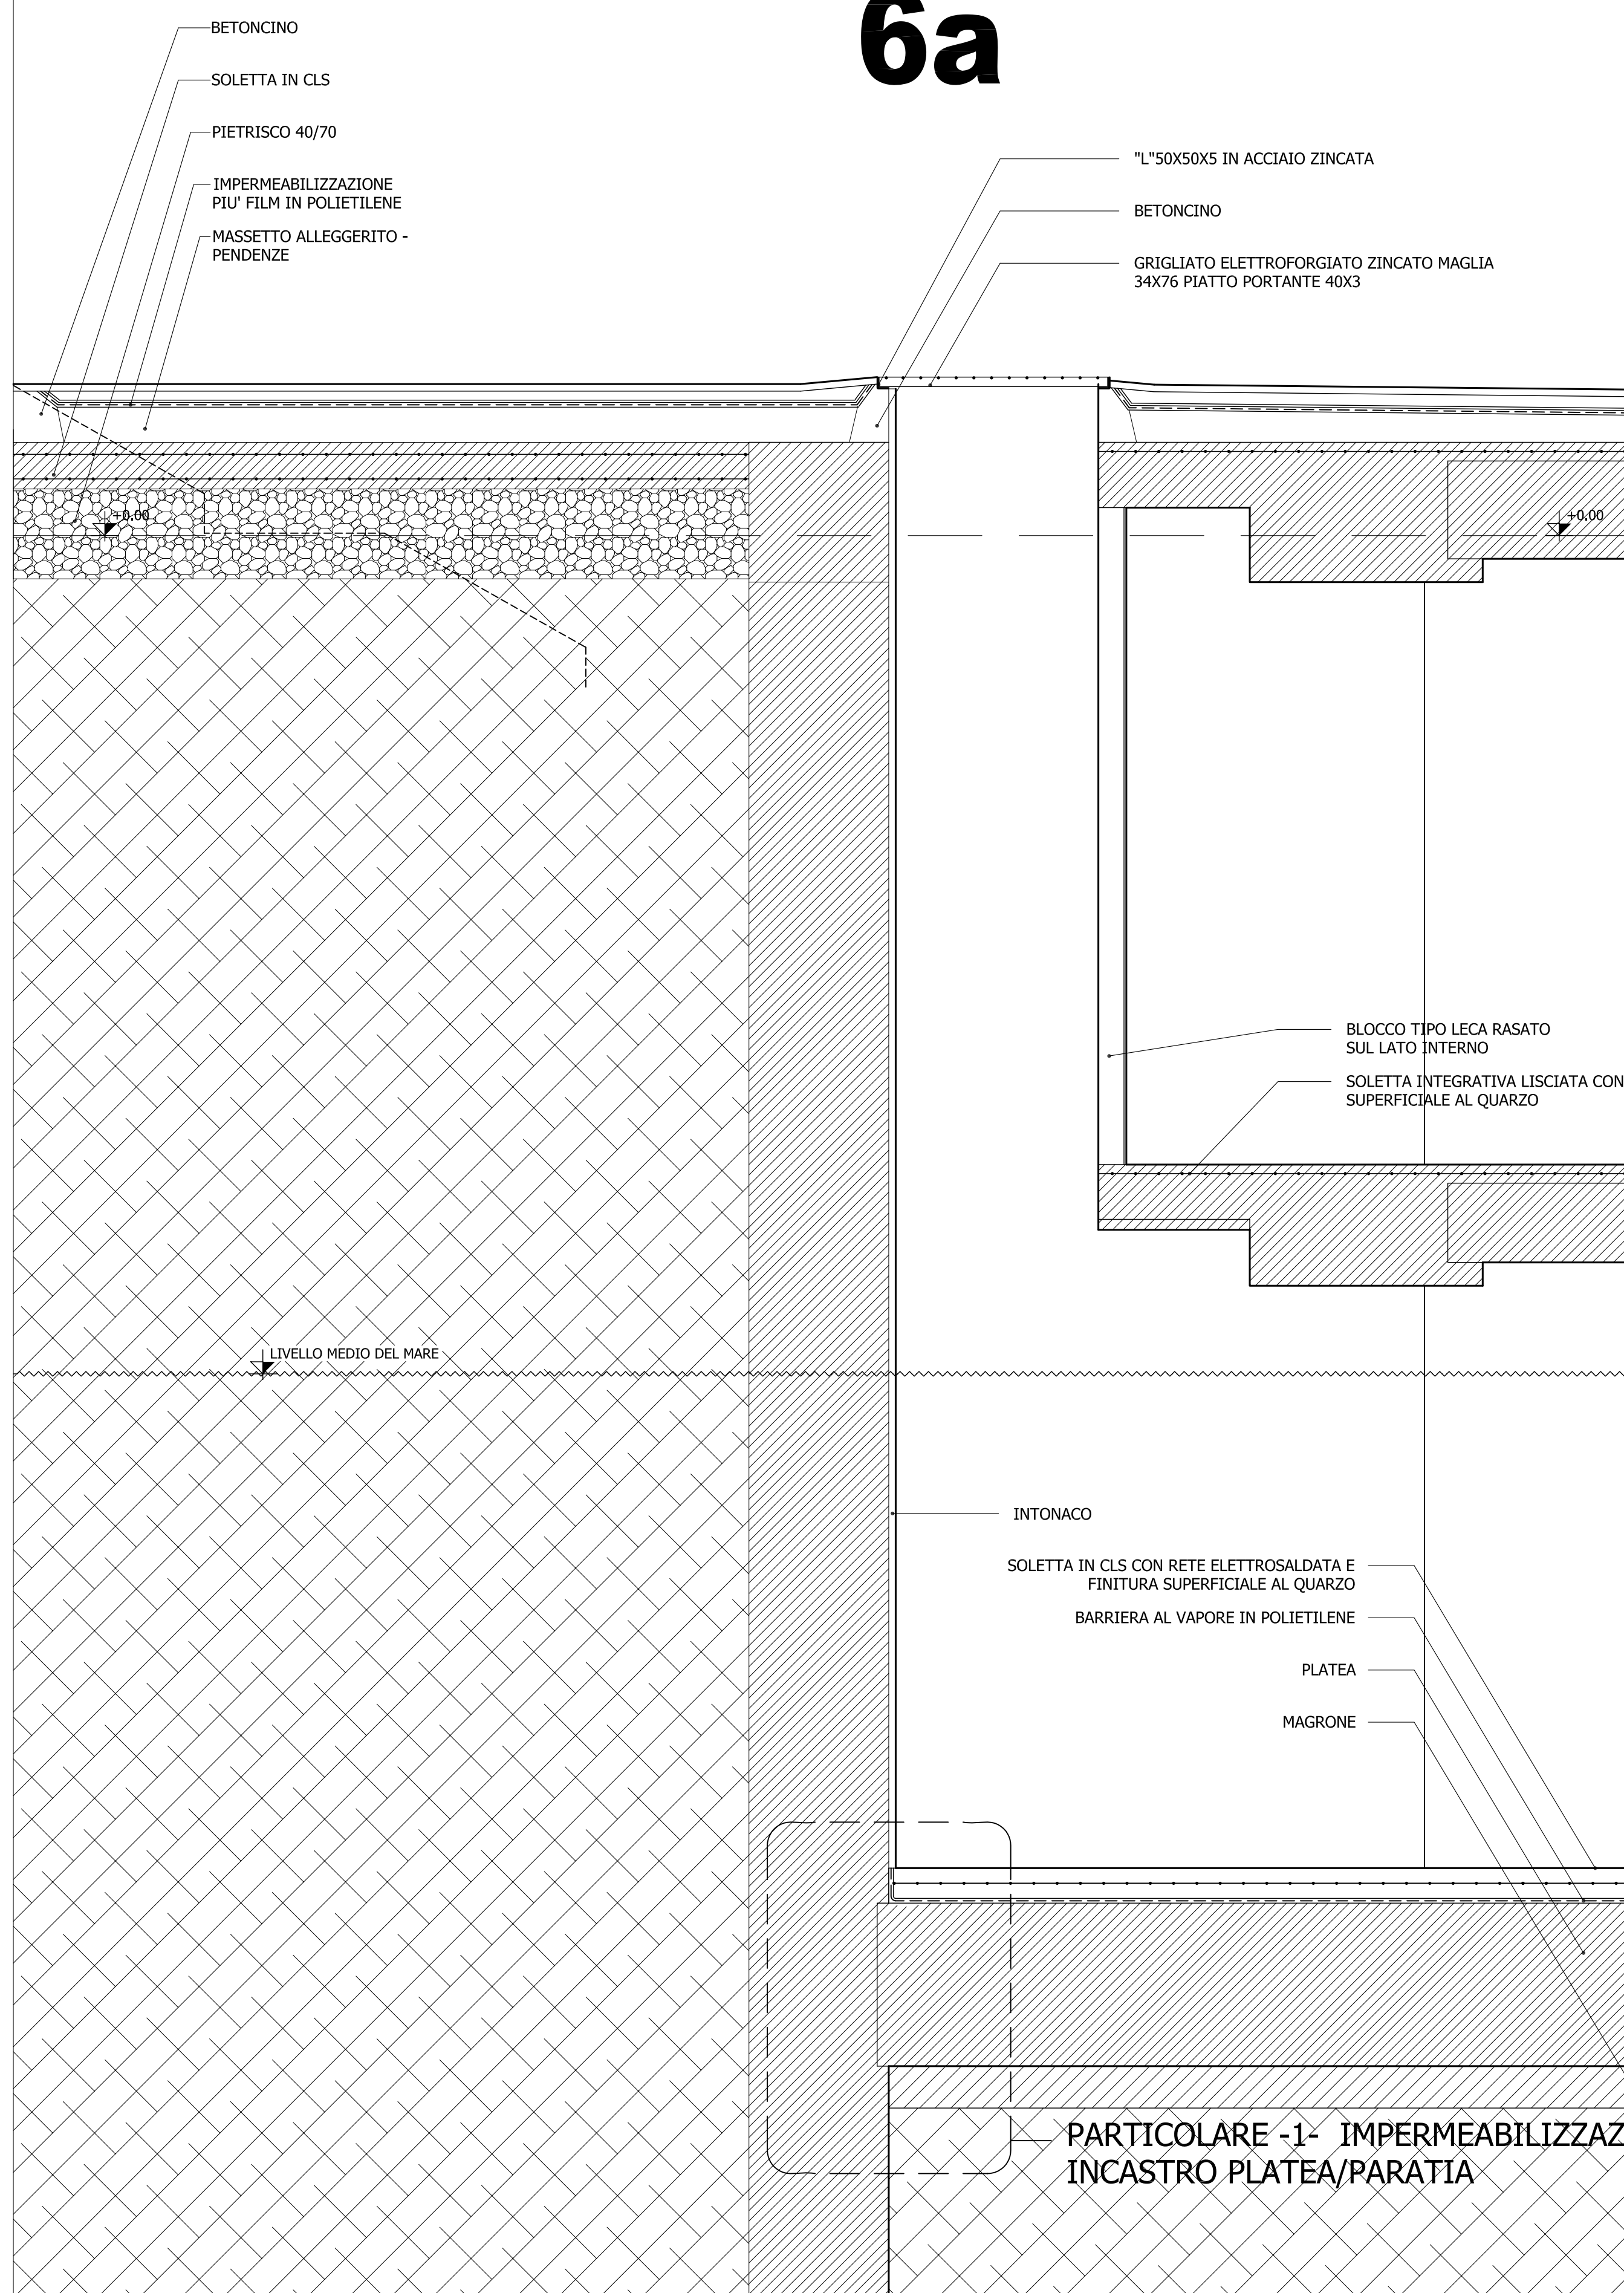 6a
BETONCINO
SOLETTA IN CLS
PIETRISCO 40/70
IMPERMEABILIZZAZIONE
PIU' FILM IN POLIETILENE
MASSETTO ALLEGGERITO -
PENDENZE
"L"50X50X5 IN ACCIAIO ZINCATA
BETONCINO
GRIGLIATO ELETTROFORGIATO ZINCATO MAGLIA
34X76 PIATTO PORTANTE 40X3
+0.00
+0.00
BLOCCO TIPO LECA RASATO
SUL LATO INTERNO
SOLETTA INTEGRATIVA LISCIATA CON
SUPERFICIALE AL QUARZO
LIVELLO MEDIO DEL MARE
INTONACO
SOLETTA IN CLS CON RETE ELETTROSALDATA E
FINITURA SUPERFICIALE AL QUARZO
BARRIERA AL VAPORE IN POLIETILENE
PLATEA
MAGRONE
PARTICOLARE -1- IMPERMEABILIZZAZ
INCASTRO PLATEA/PARATIA